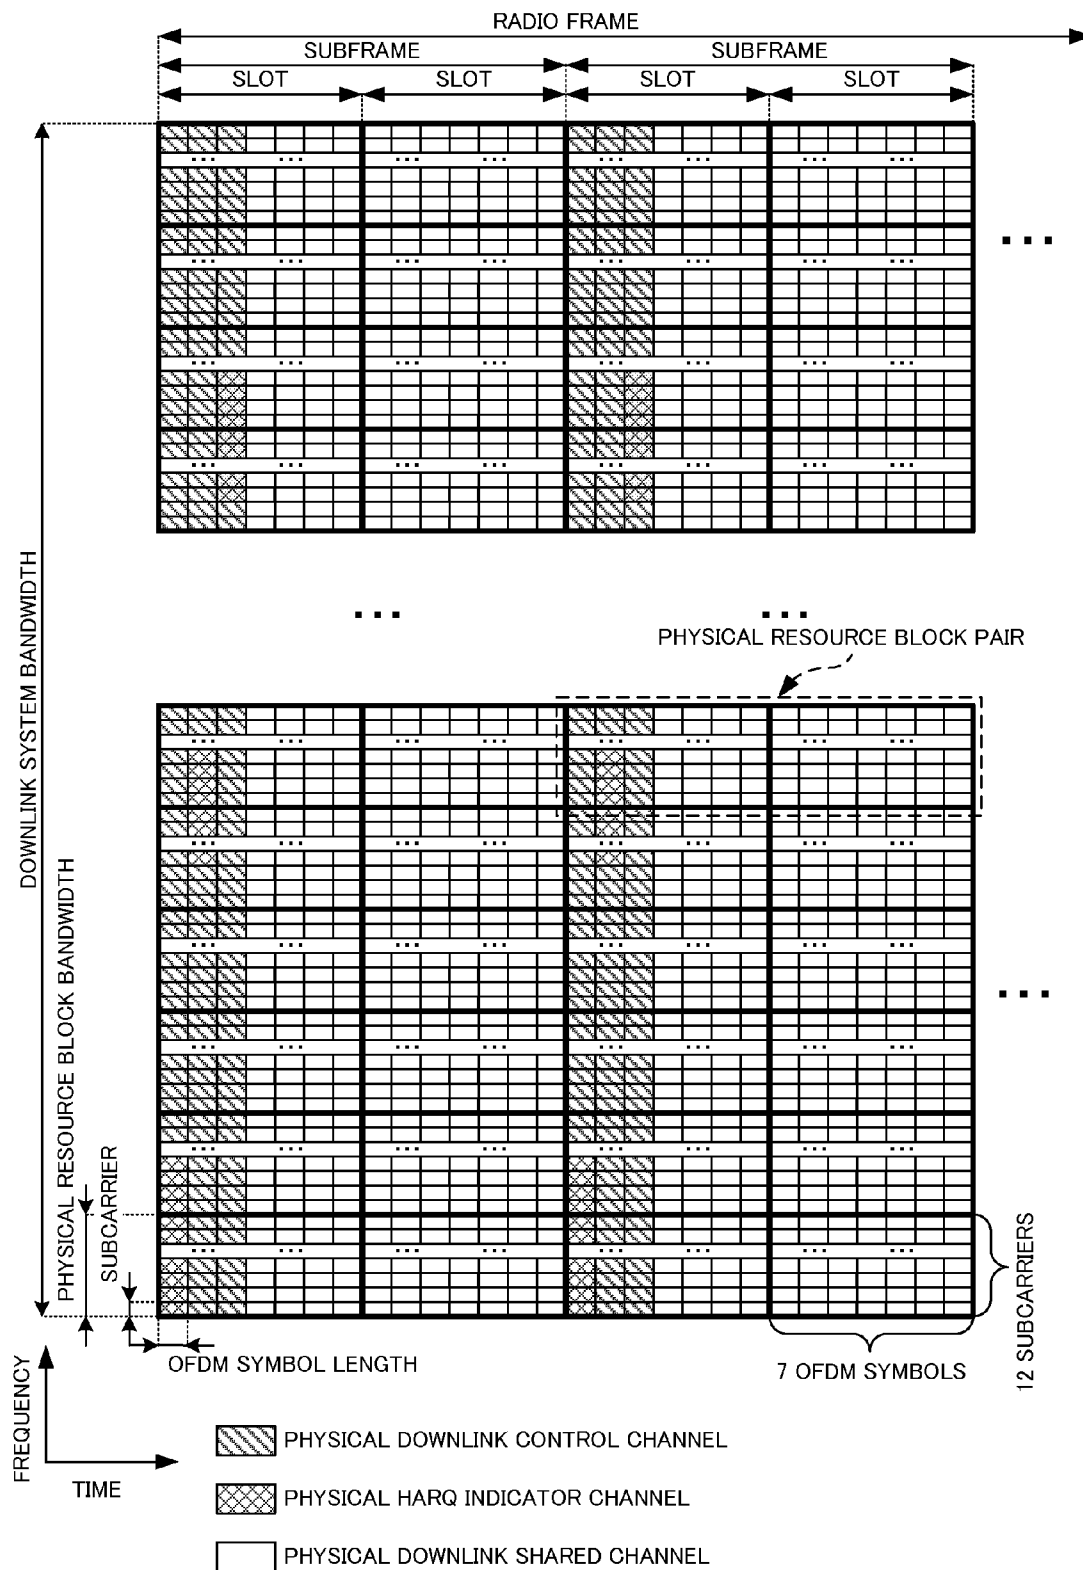 RADIO FRAME
SUBFRAME SUBFRAME
SLOT SLOT SLOT SLOT
DOWNLINK SYSTEM BANDWIDTH
PHYSICAL RESOURCE BLOCK PAIR
PHYSICAL RESOURCE BLOCK BANDWIDTH
SUBCARRIER
12 SUBCARRIERS
OFDM SYMBOL LENGTH
7 OFDM SYMBOLS
FREQUENCY
TIME
PHYSICAL DOWNLINK CONTROL CHANNEL
PHYSICAL HARQ INDICATOR CHANNEL
PHYSICAL DOWNLINK SHARED CHANNEL